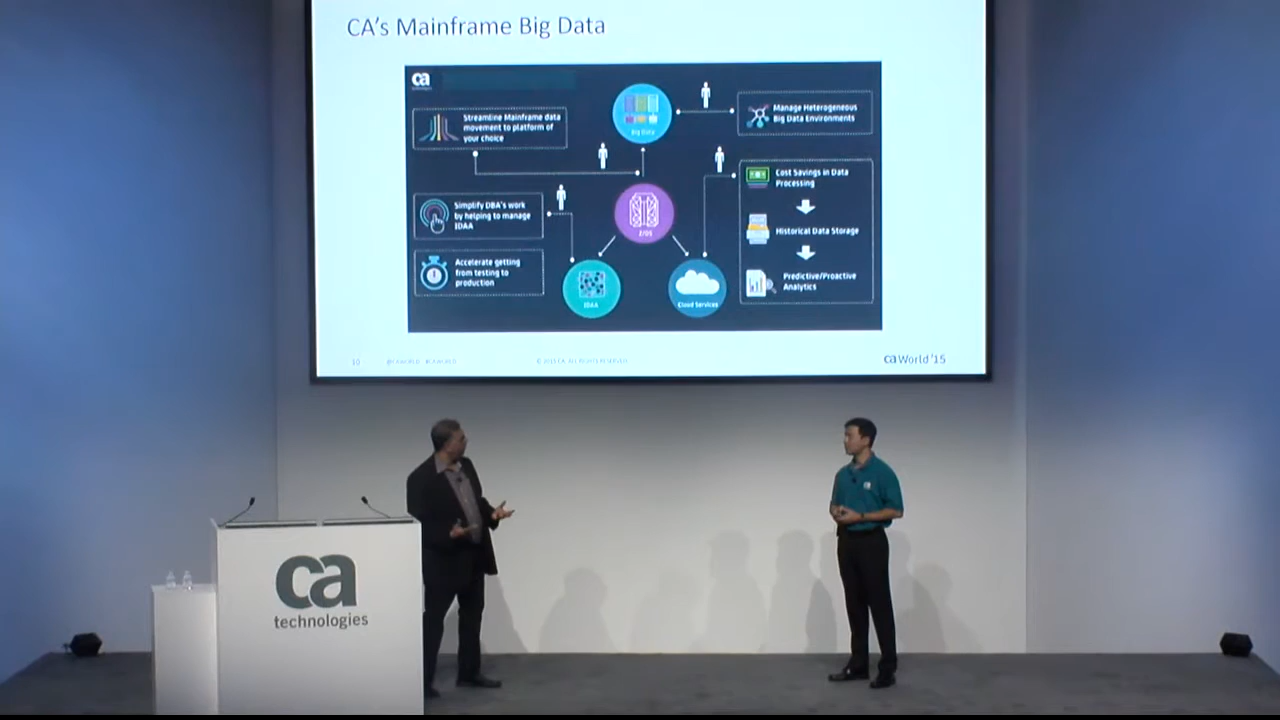 CA's Mainframe Big Data
ca
technologies
Streamline Mainframe data
movement to platform of
your choice
Big Data
Manage Heterogeneous
Big Data Environments
Simplify DBA's work
by helping to manage
IDAA
z/OS
Cost Savings in Data
Processing
Historical Data Storage
Accelerate getting
from testing to
production
IDAA
Cloud Services
Predictive/Proactive
Analytics
10
ca World '15
ca
technologies